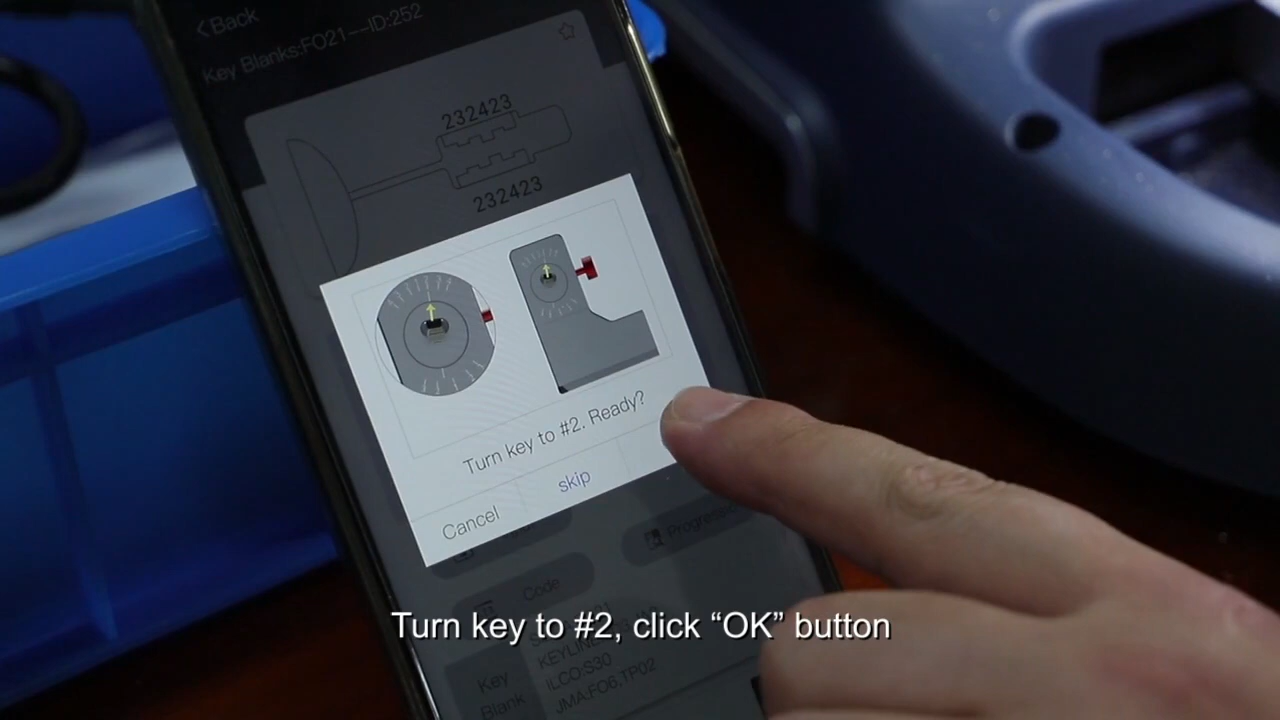 <Back
Key Blanks:FO21—ID:252
232423
232423
Turn key to #2. Ready?
Cancel
skip
Code
Turn key to #2, click “OK” button
KEYLINE
ILCO:S30
JMA:FO6,TP02
Key
Blank